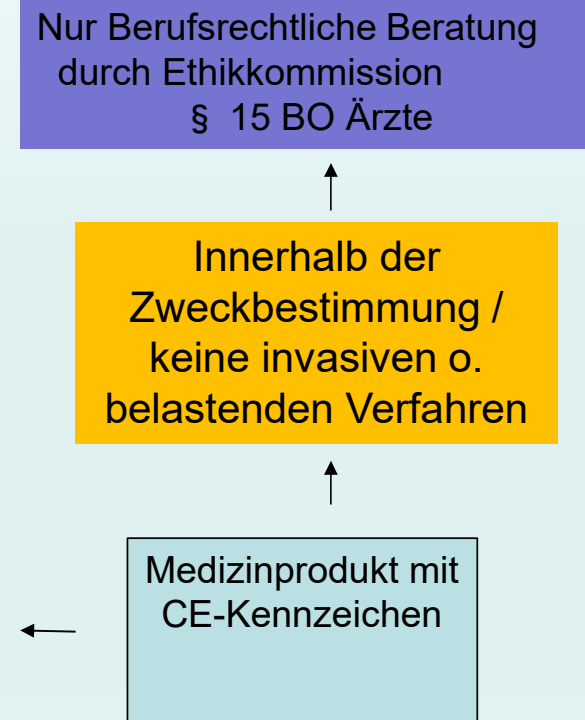 Nur Berufsrechtliche Beratung
durch Ethikkommission
§ 15 BO Ärzte
Innerhalb der
Zweckbestimmung /
keine invasiven o.
belastenden Verfahren
Medizinprodukt mit
CE-Kennzeichen